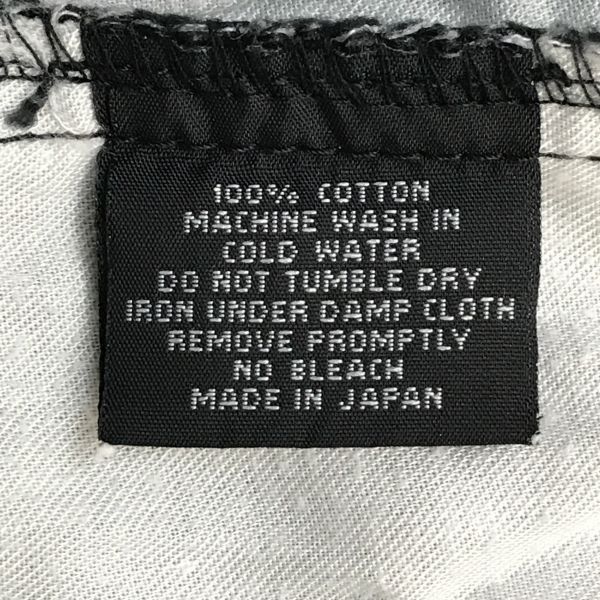 100% COTTON
MACHINE WASH IN
COLD WATER
DO NOT TUMBLE DRY
IRON UNDER DAMP CLOTH
REMOVE PROMPTLY
NO BLEACH
MADE IN JAPAN